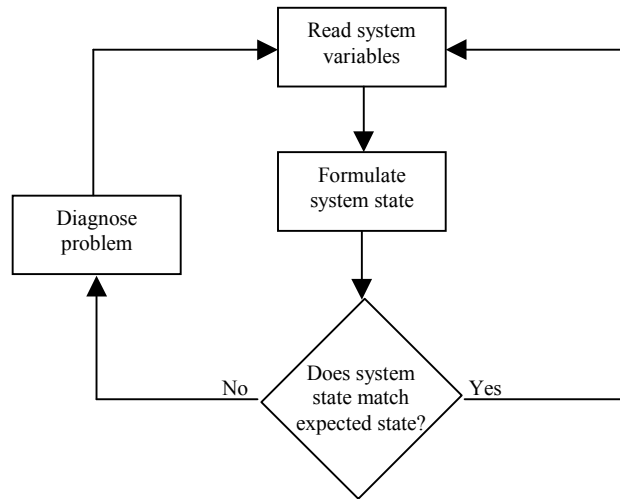 Read system
variables
Formulate
system state
Diagnose
problem
Does system
state match
expected state?
No
Yes